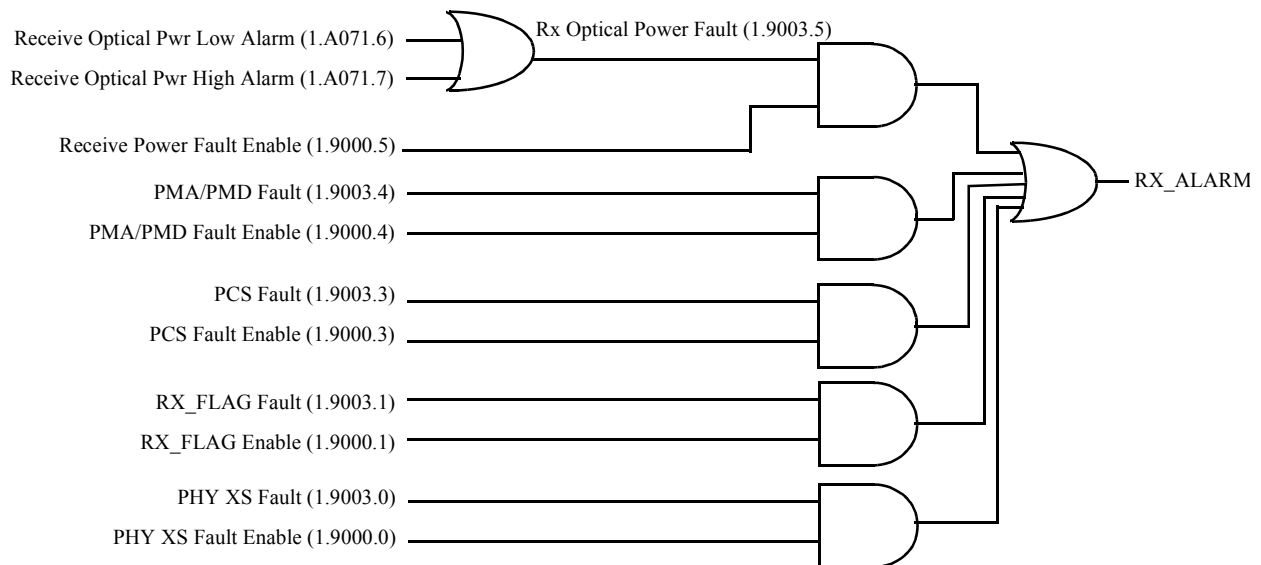 Receive Optical Pwr Low Alarm (1.A071.6)
Rx Optical Power Fault (1.9003.5)
Receive Optical Pwr High Alarm (1.A071.7)
Receive Power Fault Enable (1.9000.5)
RX_ALARM
PMA/PMD Fault (1.9003.4)
PMA/PMD Fault Enable (1.9000.4)
PCS Fault (1.9003.3)
PCS Fault Enable (1.9000.3)
RX_FLAG Fault (1.9003.1)
RX_FLAG Enable (1.9000.1)
PHY XS Fault (1.9003.0)
PHY XS Fault Enable (1.9000.0)